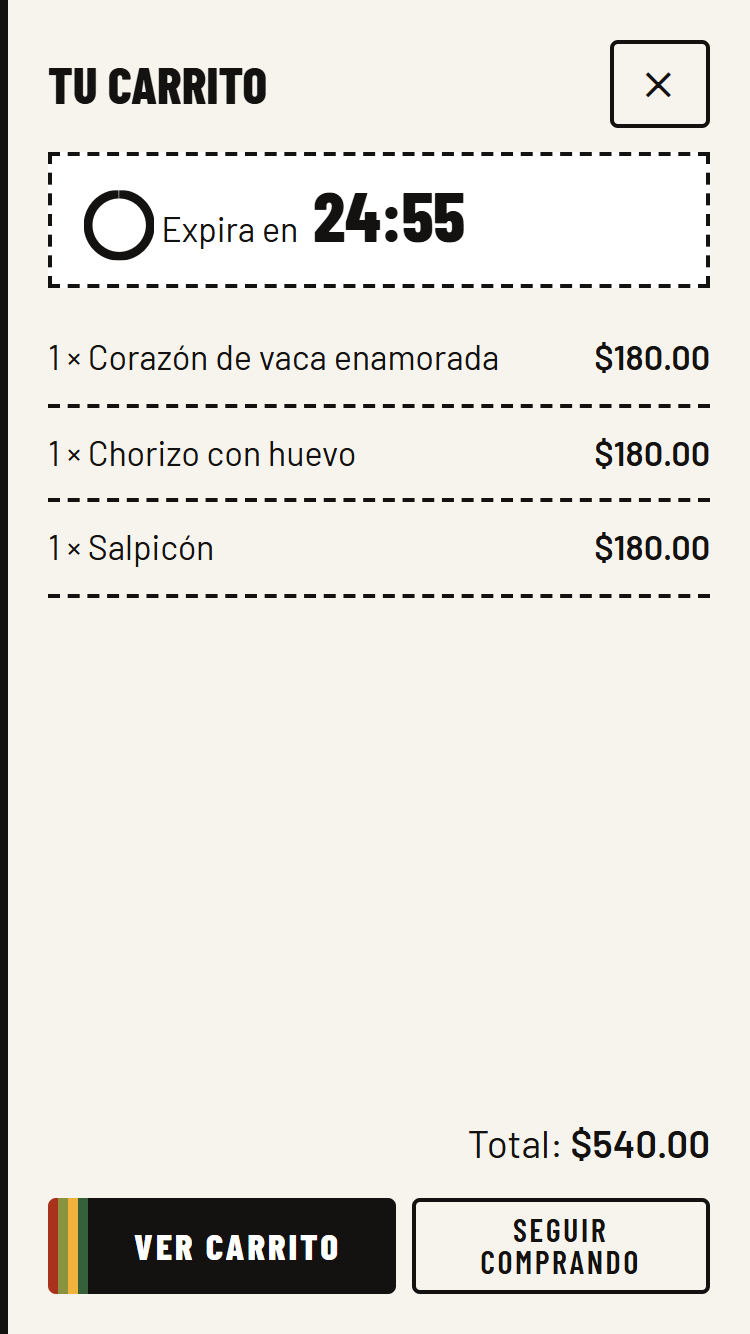 TU CARRITO
×
Expira en 24:55
1 × Corazón de vaca enamorada $180.00
1 × Chorizo con huevo $180.00
1 × Salpicón $180.00
Total: $540.00
VER CARRITO
SEGUIR
COMPRANDO